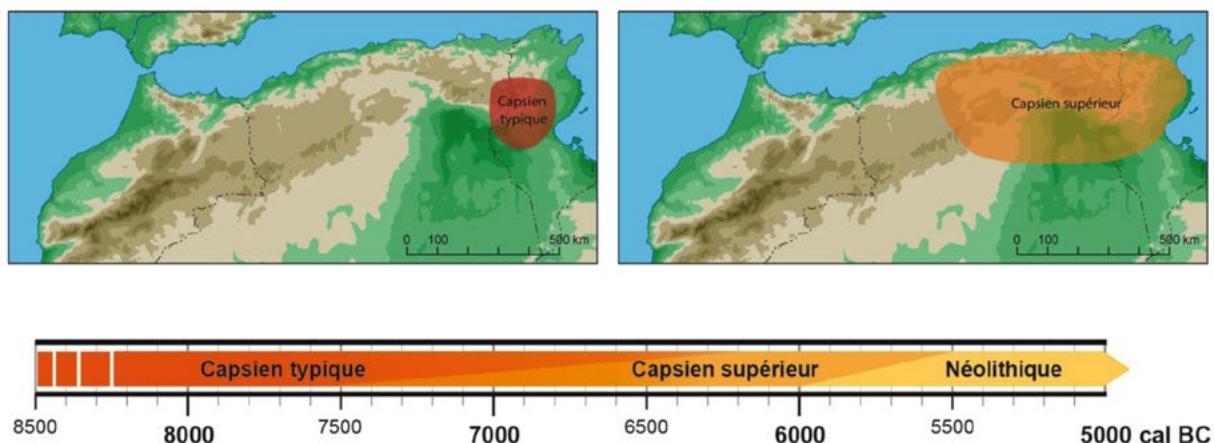 Capsien
typique
0 100 500 km
Capsien supérieur
0 100 500 km
Capsien typique Capsien supérieur Néolithique
8500 8000 7500 7000 6500 6000 5500 5000 cal BC